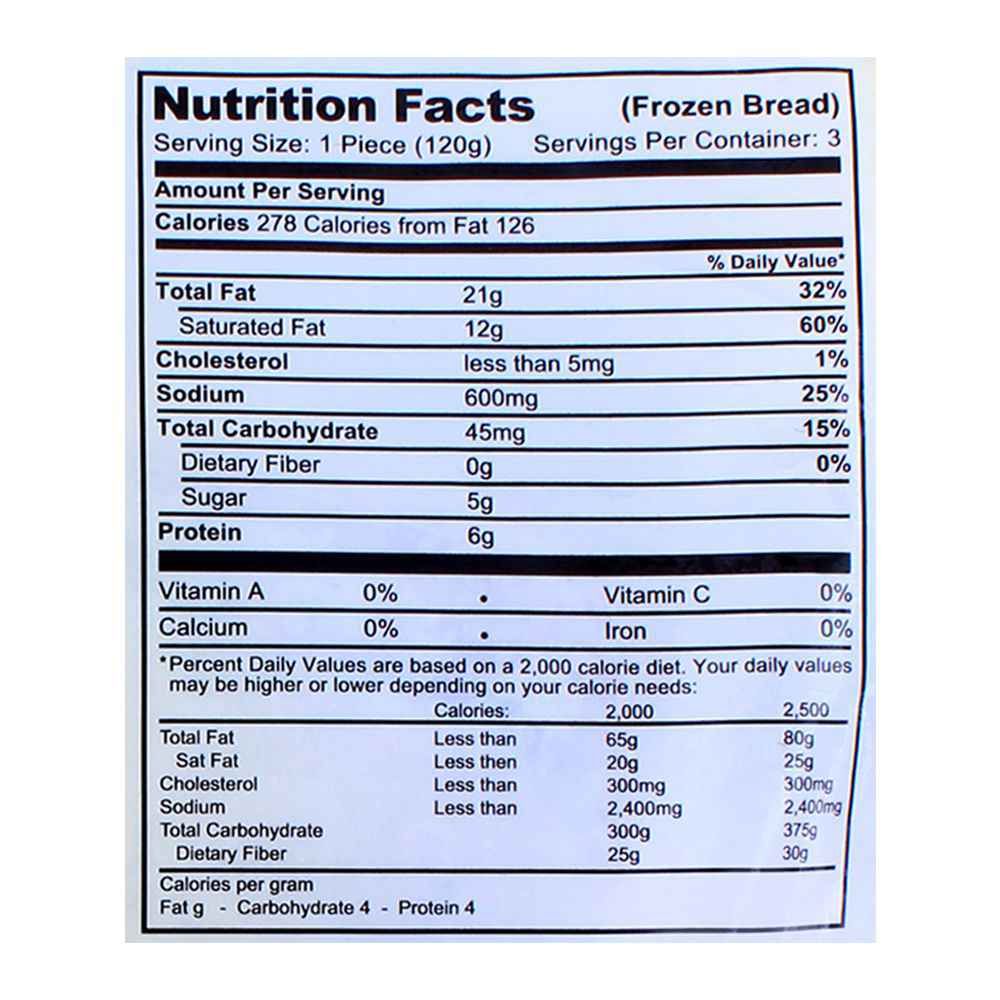 Nutrition Facts (Frozen Bread)
Serving Size: 1 Piece (120g) Servings Per Container: 3
Amount Per Serving
Calories 278 Calories from Fat 126
% Daily Value*
Total Fat 21g 32%
Saturated Fat 12g 60%
Cholesterol less than 5mg 1%
Sodium 600mg 25%
Total Carbohydrate 45mg 15%
Dietary Fiber 0g 0%
Sugar 5g
Protein 6g
Vitamin A 0% • Vitamin C 0%
Calcium 0% • Iron 0%
*Percent Daily Values are based on a 2,000 calorie diet. Your daily values
may be higher or lower depending on your calorie needs:
Calories: 2,000 2,500
Total Fat Less than 65g 80g
Sat Fat Less then 20g 25g
Cholesterol Less than 300mg 300mg
Sodium Less than 2,400mg 2,400mg
Total Carbohydrate 300g 375g
Dietary Fiber 25g 30g
Calories per gram
Fat g - Carbohydrate 4 - Protein 4